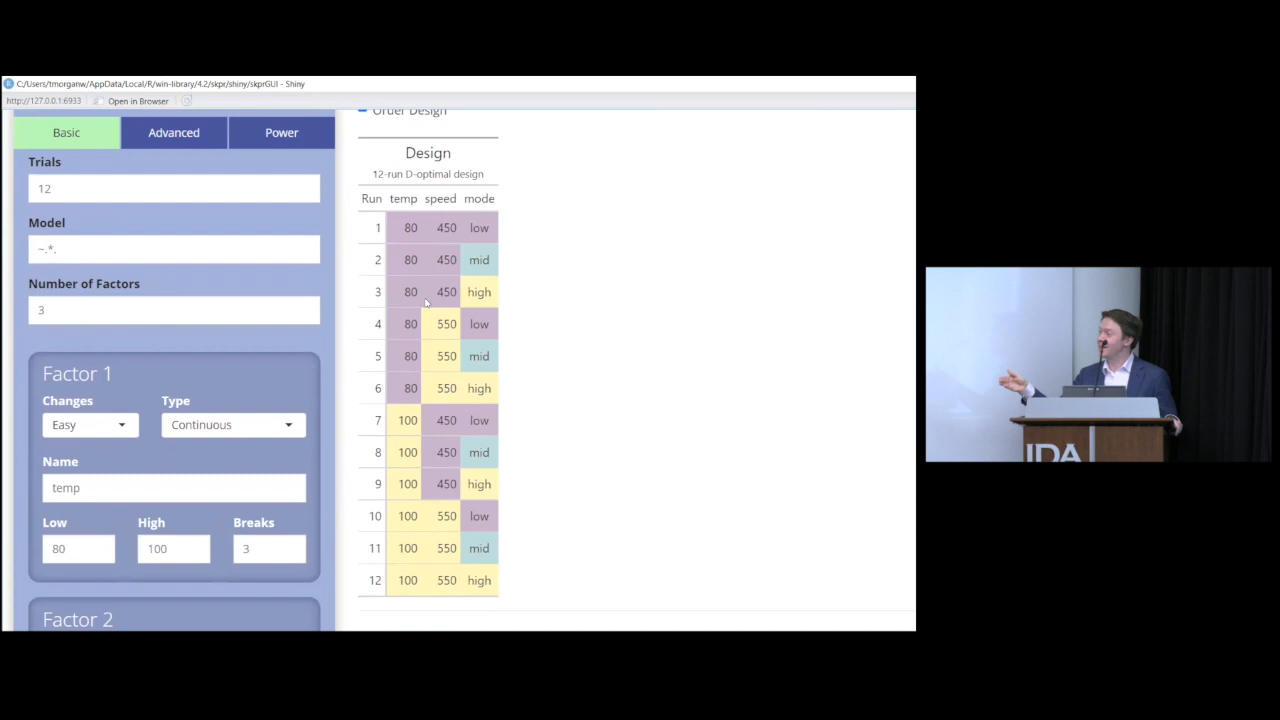 C:/Users/tmorganw/AppData/Local/R/win-library/4.2/skpr/shiny/skprGUI - Shiny
http://127.0.0.1:6933 Open in Browser
Basic Advanced Power
Trials
12
Model
~.*.
Number of Factors
3
Factor 1
Changes Type
Easy Continuous
Name
temp
Low High Breaks
80 100 3
Factor 2
Order Design
Design
12-run D-optimal design
Run temp speed mode
1 80 450 low
2 80 450 mid
3 80 450 high
4 80 550 low
5 80 550 mid
6 80 550 high
7 100 450 low
8 100 450 mid
9 100 450 high
10 100 550 low
11 100 550 mid
12 100 550 high
IDA